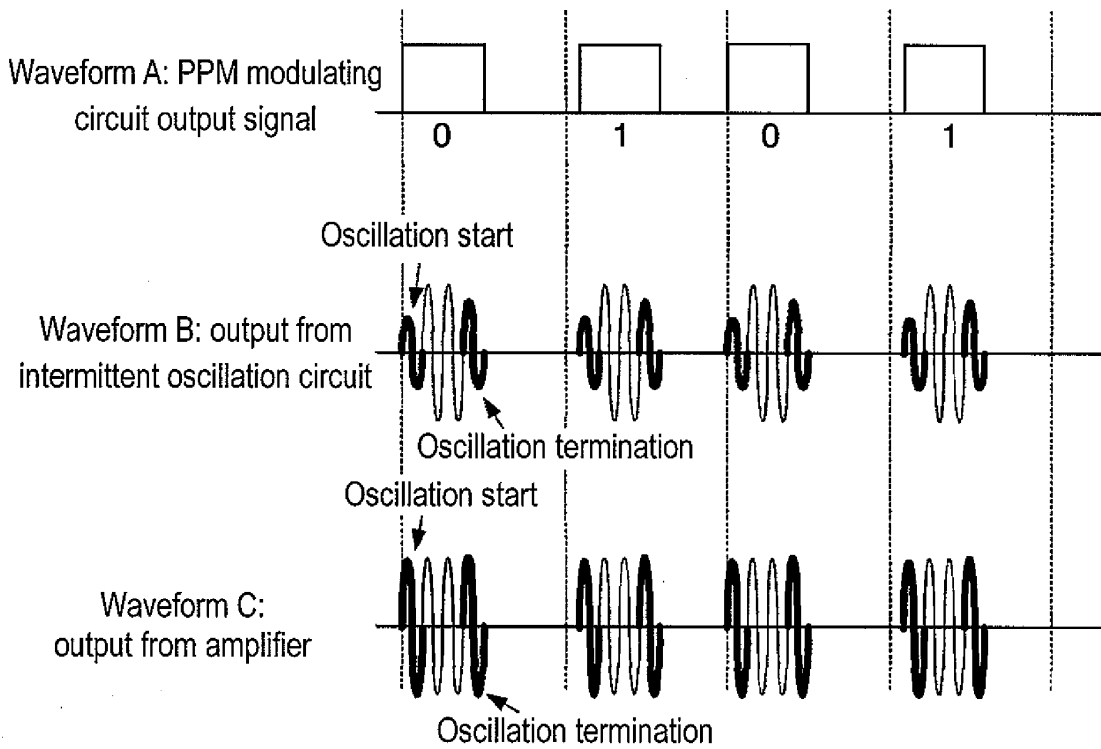 Waveform A: PPM modulating
circuit output signal
0 1 0 1
Oscillation start
Waveform B: output from
intermittent oscillation circuit
Oscillation termination
Oscillation start
Waveform C:
output from amplifier
Oscillation termination